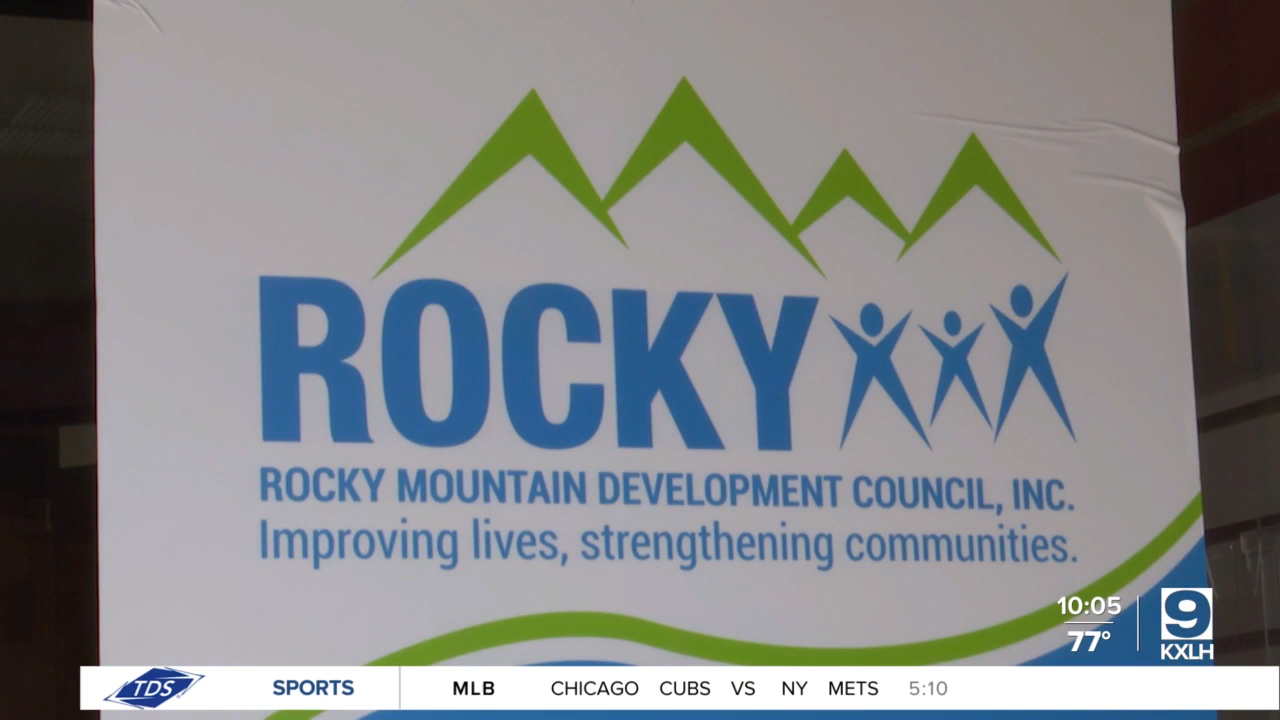 ROCKY
ROCKY MOUNTAIN DEVELOPMENT COUNCIL, INC.
Improving lives, strengthening communities.
10:05
77°
9
KXLH
TDS SPORTS MLB CHICAGO CUBS VS NY METS 5:10